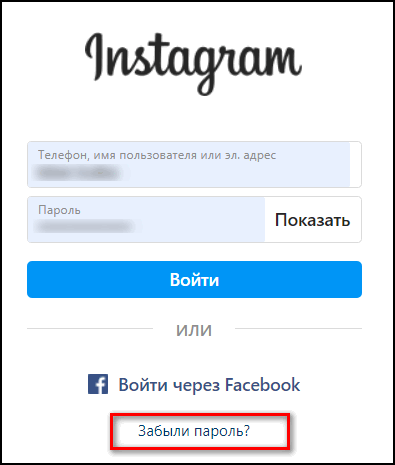 Instagram
Телефон, имя пользователя или эл. адрес
Пароль
Показать
Войти
или
Войти через Facebook
Забыли пароль?